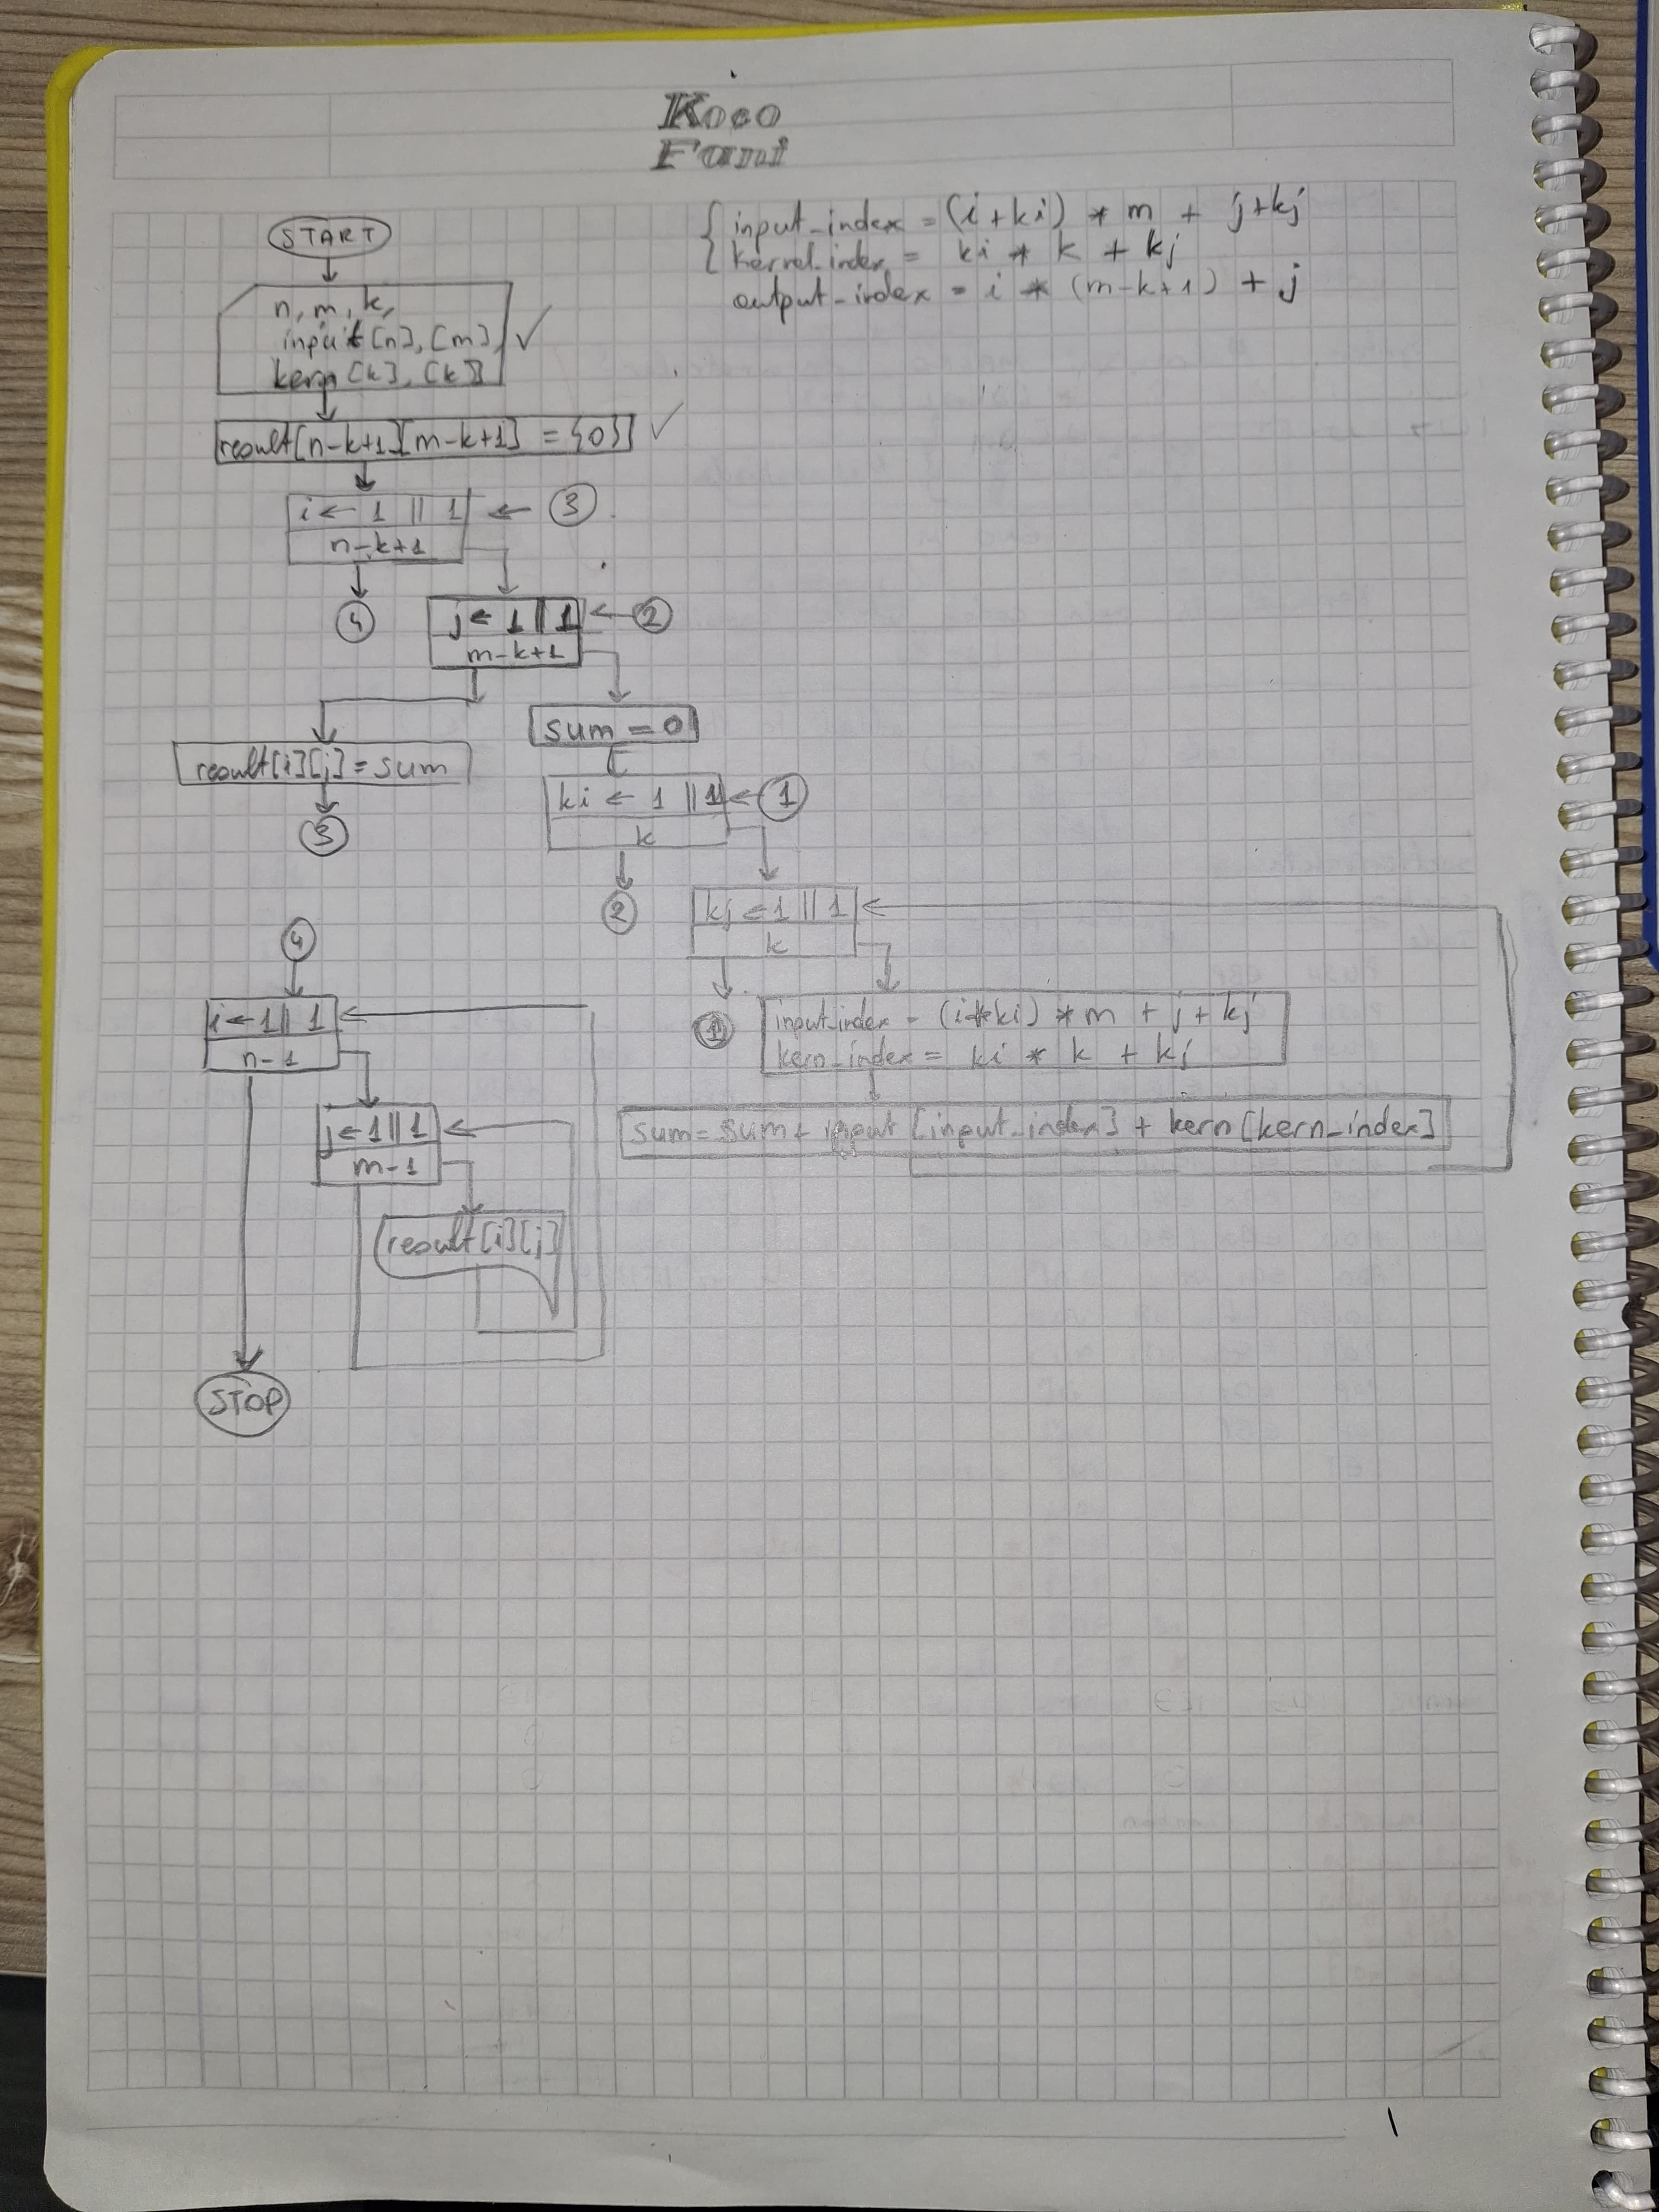 Koço
Fani
START
input_index = (i+ki) * m + j+kj
kernel_index = ki * k + kj
output_index = i * (m-k+1) + j
n, m, k,
input[n], [m],
kern [k], [k]
result[n-k+1][m-k+1] = {0}
i ← 1 || 1 ← 3
n-k+1
4
j ← 1 || 1 ← 2
m-k+1
sum = 0
result[i][j] = sum
3
ki ← 1 || 1 ← 1
k
2
kj ← 1 || 1
k
1
input_index = (i+ki) * m + j + kj
kern_index = ki * k + kj
sum = sum + input [input_index] + kern [kern_index]
4
i ← 1 || 1
n-1
j ← 1 || 1
m-1
result[i][j]
STOP
1